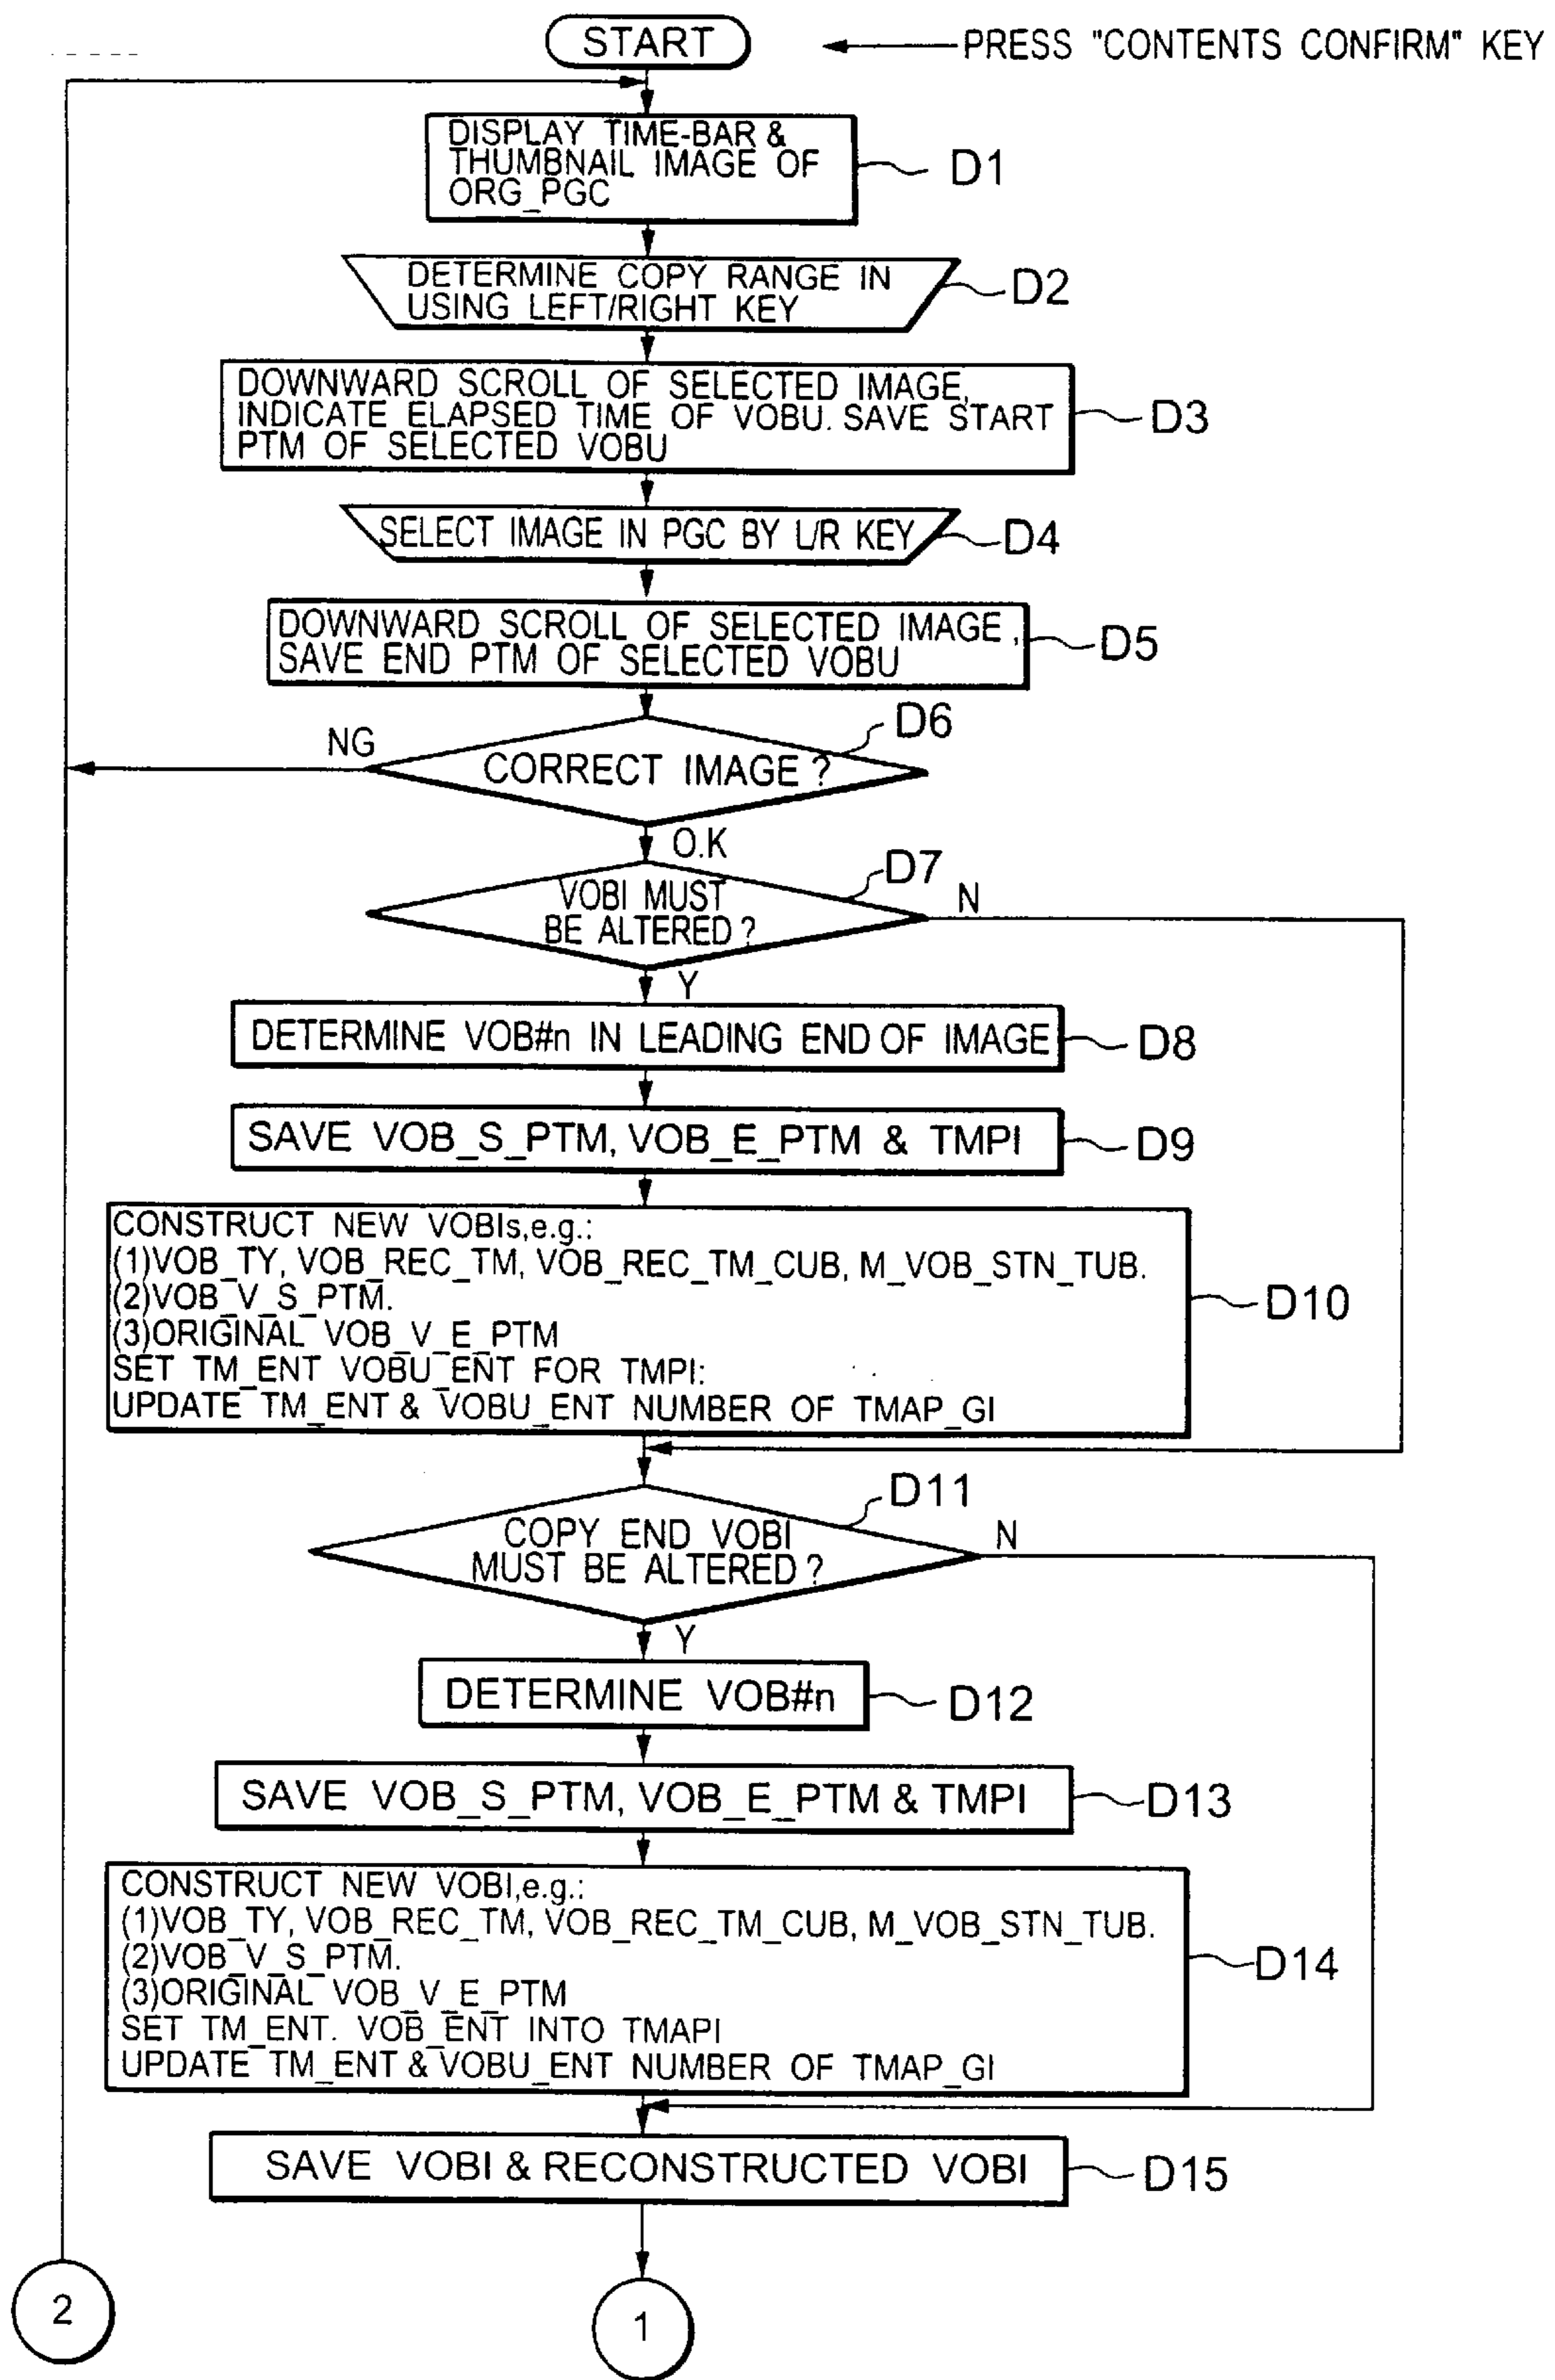 START
PRESS "CONTENTS CONFIRM" KEY
DISPLAY TIME-BAR &
THUMBNAIL IMAGE OF
ORG_PGC
D1
DETERMINE COPY RANGE IN
USING LEFT/RIGHT KEY
D2
DOWNWARD SCROLL OF SELECTED IMAGE,
INDICATE ELAPSED TIME OF VOBU. SAVE START
PTM OF SELECTED VOBU
D3
SELECT IMAGE IN PGC BY L/R KEY
D4
DOWNWARD SCROLL OF SELECTED IMAGE,
SAVE END PTM OF SELECTED VOBU
D5
D6
NG
CORRECT IMAGE?
O.K
D7
VOBI MUST
BE ALTERED?
N
Y
DETERMINE VOB#n IN LEADING END OF IMAGE
D8
SAVE VOB_S_PTM, VOB_E_PTM & TMPI
D9
CONSTRUCT NEW VOBIs,e.g.:
(1)VOB_TY, VOB_REC_TM, VOB_REC_TM_CUB, M_VOB_STN_TUB.
(2)VOB_V_S_PTM.
(3)ORIGINAL VOB_V_E_PTM
SET TM_ENT VOBU_ENT FOR TMPI:
UPDATE TM_ENT & VOBU_ENT NUMBER OF TMAP_GI
D10
D11
COPY END VOBI
MUST BE ALTERED?
N
Y
DETERMINE VOB#n
D12
SAVE VOB_S_PTM, VOB_E_PTM & TMPI
D13
CONSTRUCT NEW VOBI,e.g.:
(1)VOB_TY, VOB_REC_TM, VOB_REC_TM_CUB, M_VOB_STN_TUB.
(2)VOB_V_S_PTM.
(3)ORIGINAL VOB_V_E_PTM
SET TM_ENT. VOB_ENT INTO TMAPI
UPDATE TM_ENT & VOBU_ENT NUMBER OF TMAP_GI
D14
SAVE VOBI & RECONSTRUCTED VOBI
D15
2
1